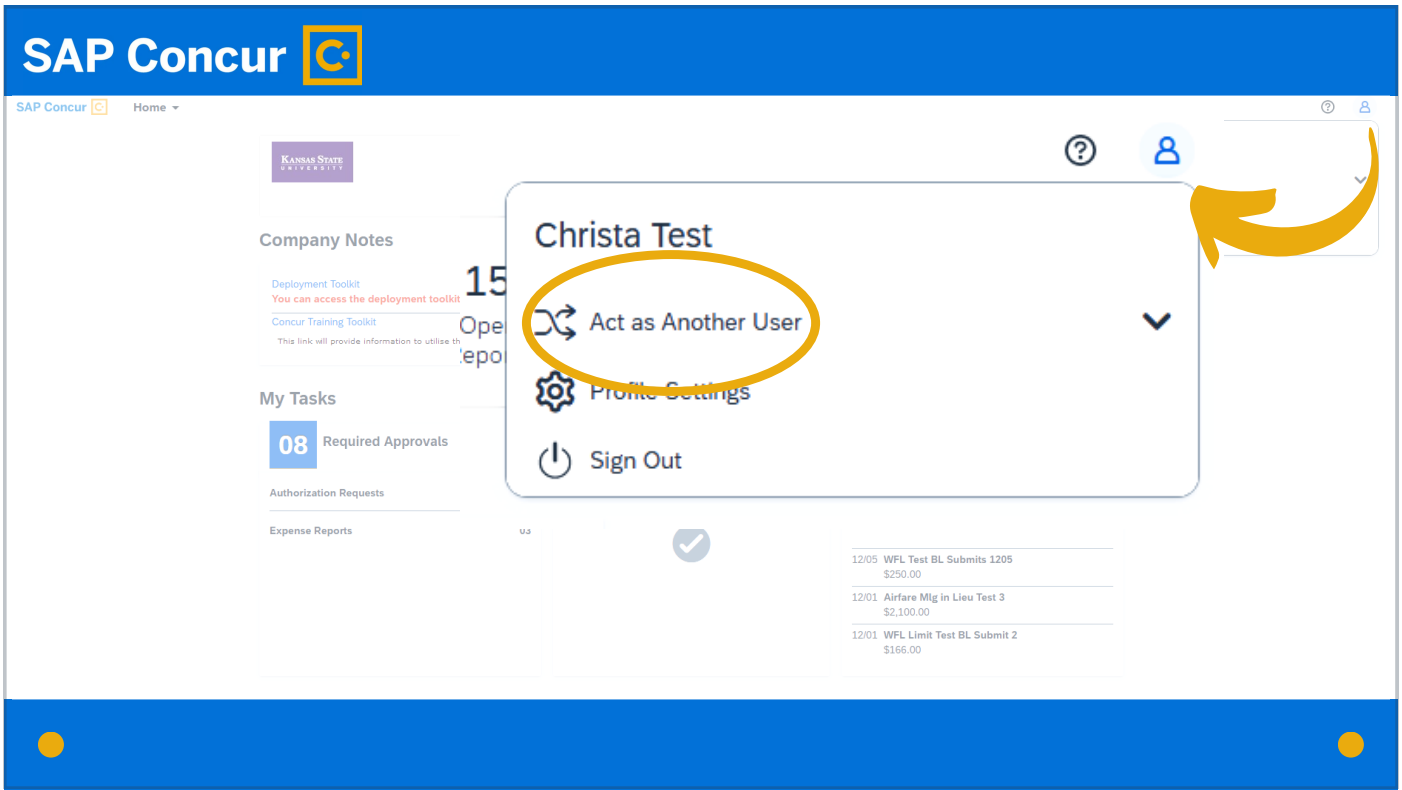 SAP Concur
SAP Concur
Home
KANSAS STATE
UNIVERSITY
Christa Test
Act as Another User
Profile Settings
Sign Out
Company Notes
Deployment Toolkit
You can access the deployment toolkit
Concur Training Toolkit
This link will provide information to utilise th
15
Ope
epo
My Tasks
08 Required Approvals
Authorization Requests
Expense Reports 03
12/05 WFL Test BL Submits 1205
$250.00
12/01 Airfare Mlg in Lieu Test 3
$2,100.00
12/01 WFL Limit Test BL Submit 2
$166.00